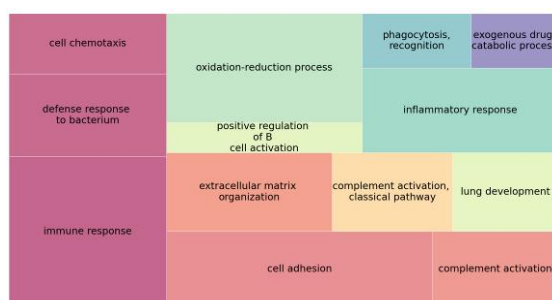 cell chemotaxis
defense response
to bacterium
immune response
oxidation-reduction process
positive regulation
of B
cell activation
phagocytosis,
recognition
exogenous drug
catabolic process
inflammatory response
extracellular matrix
organization
complement activation,
classical pathway
lung development
cell adhesion
complement activation